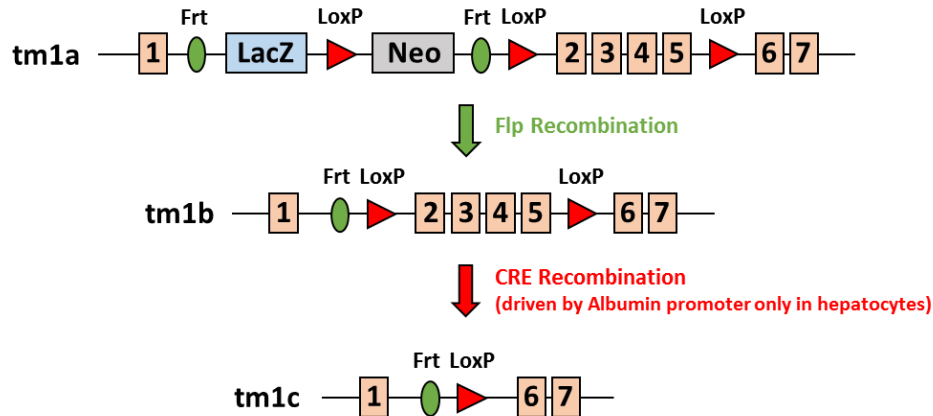 Frt LoxP Frt LoxP LoxP
tm1a 1 LacZ Neo 2 3 4 5 6 7
Flp Recombination
Frt LoxP LoxP
tm1b 1 2 3 4 5 6 7
CRE Recombination
(driven by Albumin promoter only in hepatocytes)
Frt LoxP
tm1c 1 6 7